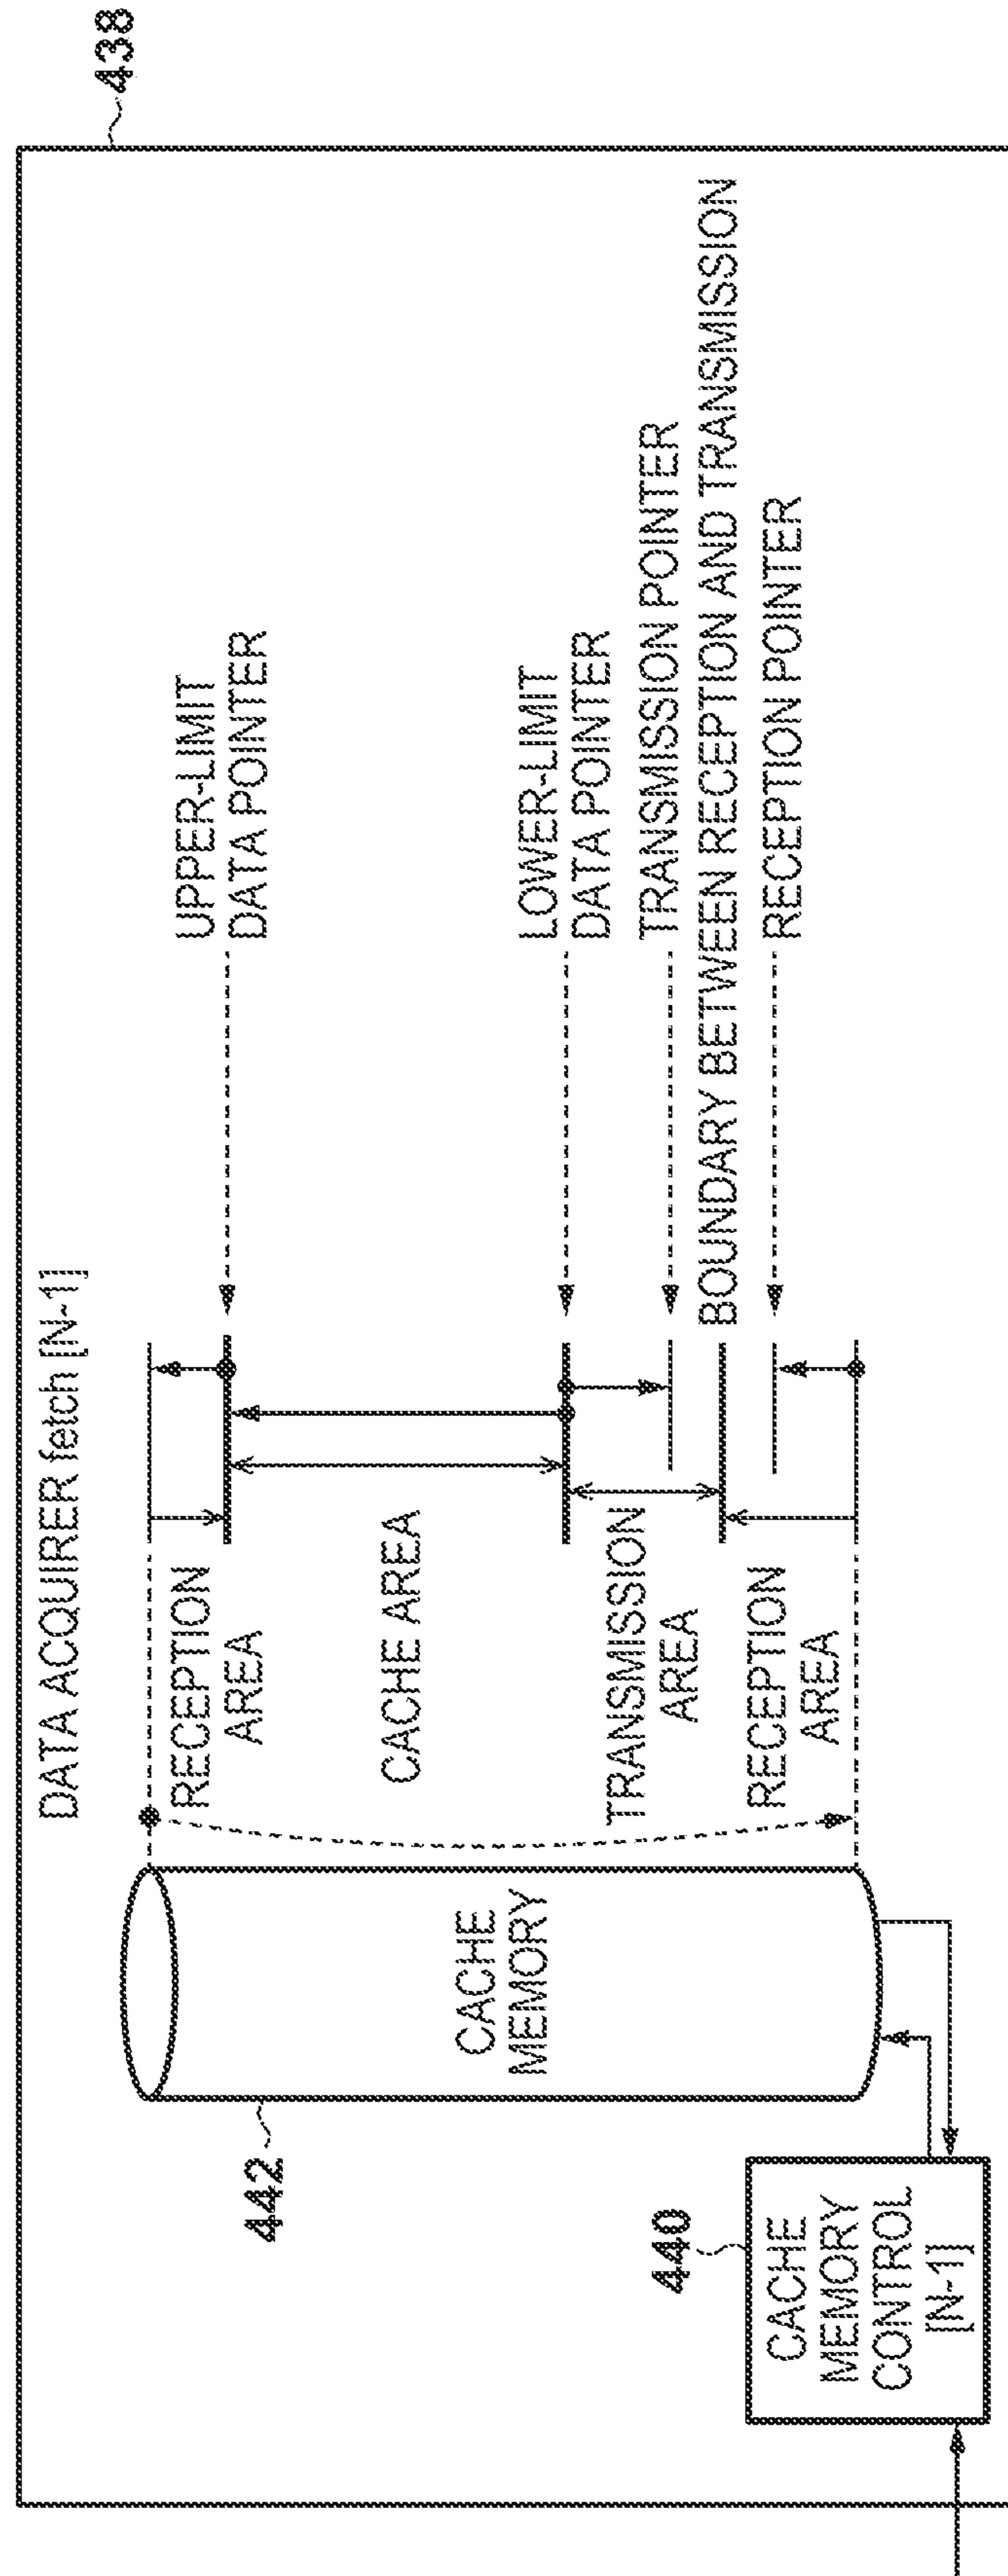 438
DATA ACQUIRER fetch [N-1]
UPPER-LIMIT
DATA POINTER
RECEPTION
AREA
CACHE AREA
LOWER-LIMIT
DATA POINTER
TRANSMISSION POINTER
BOUNDARY BETWEEN RECEPTION AND TRANSMISSION
RECEPTION POINTER
TRANSMISSION
AREA
RECEPTION
AREA
CACHE
MEMORY
442
440
CACHE
MEMORY
CONTROL
[N-1]